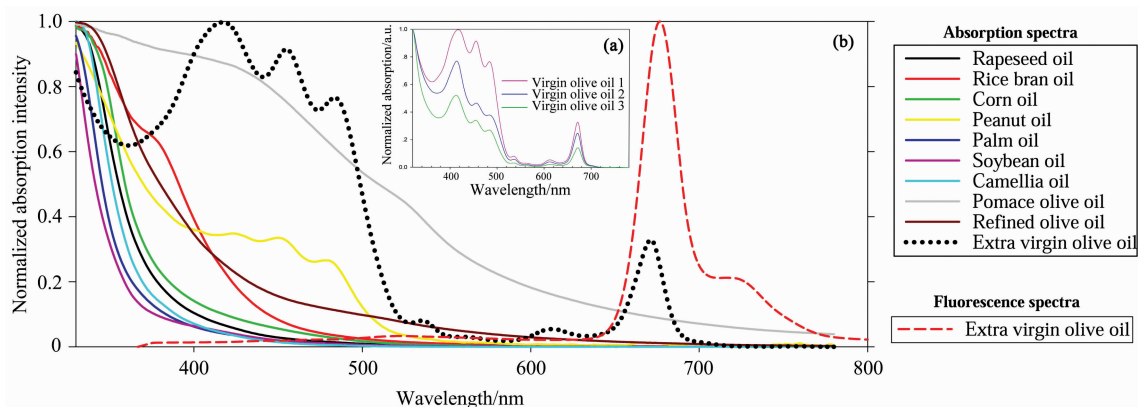 Normalized absorption intensity
1.0
0.8
0.6
0.4
0.2
0
400
500
600
700
800
Wavelength/nm
(a)
Normalized absorption/a.u.
1.0
.8
.6
.4
.2
0.0
400
500
600
700
Wavelength/nm
Virgin olive oil 1
Virgin olive oil 2
Virgin olive oil 3
(b)
Absorption spectra
Rapeseed oil
Rice bran oil
Corn oil
Peanut oil
Palm oil
Soybean oil
Camellia oil
Pomace olive oil
Refined olive oil
Extra virgin olive oil
Fluorescence spectra
Extra virgin olive oil